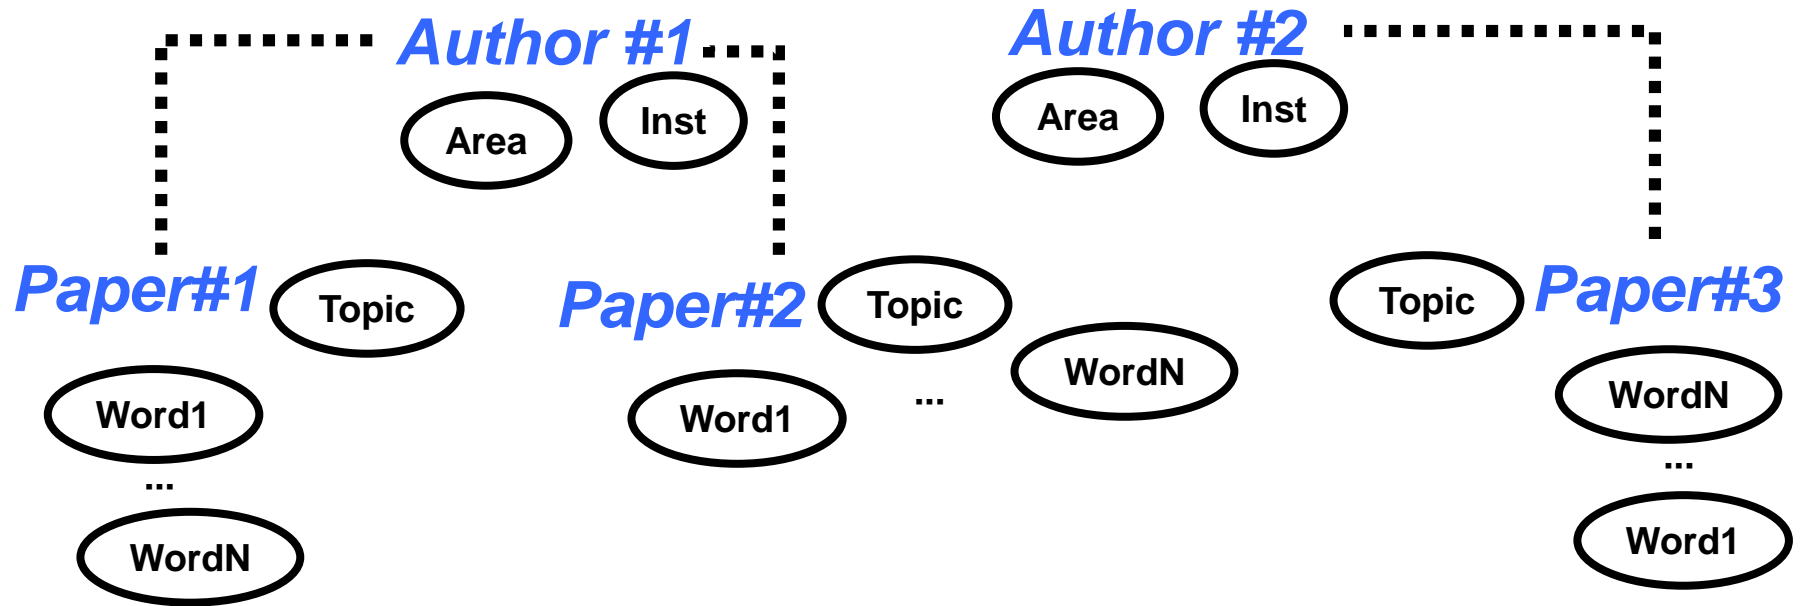 Author #1
Author #2
Area
Inst
Area
Inst
Paper#1
Topic
Paper#2
Topic
Topic
Paper#3
Word1
...
WordN
Word1
...
WordN
WordN
...
Word1